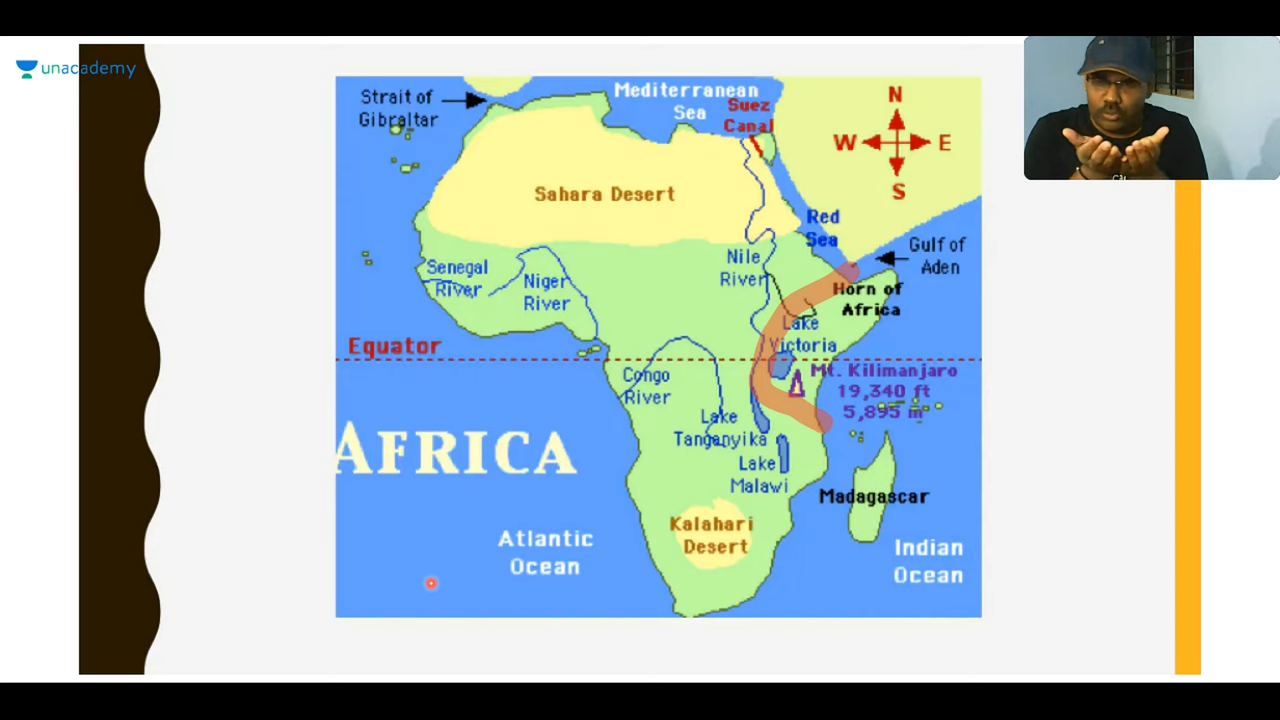 unacademy
Strait of
Gibraltar
Mediterranean
Sea
Suez
Canal
N
W E
S
Sahara Desert
Red
Sea
Gulf of
Aden
Senegal
River
Niger
River
Nile
River
Horn of
Africa
Lake
Victoria
Equator
Mt. Kilimanjaro
19,340 ft
5,895 m
Congo
River
Lake
Tanganyika
Lake
Malawi
AFRICA
Madagascar
Kalahari
Desert
Atlantic
Ocean
Indian
Ocean